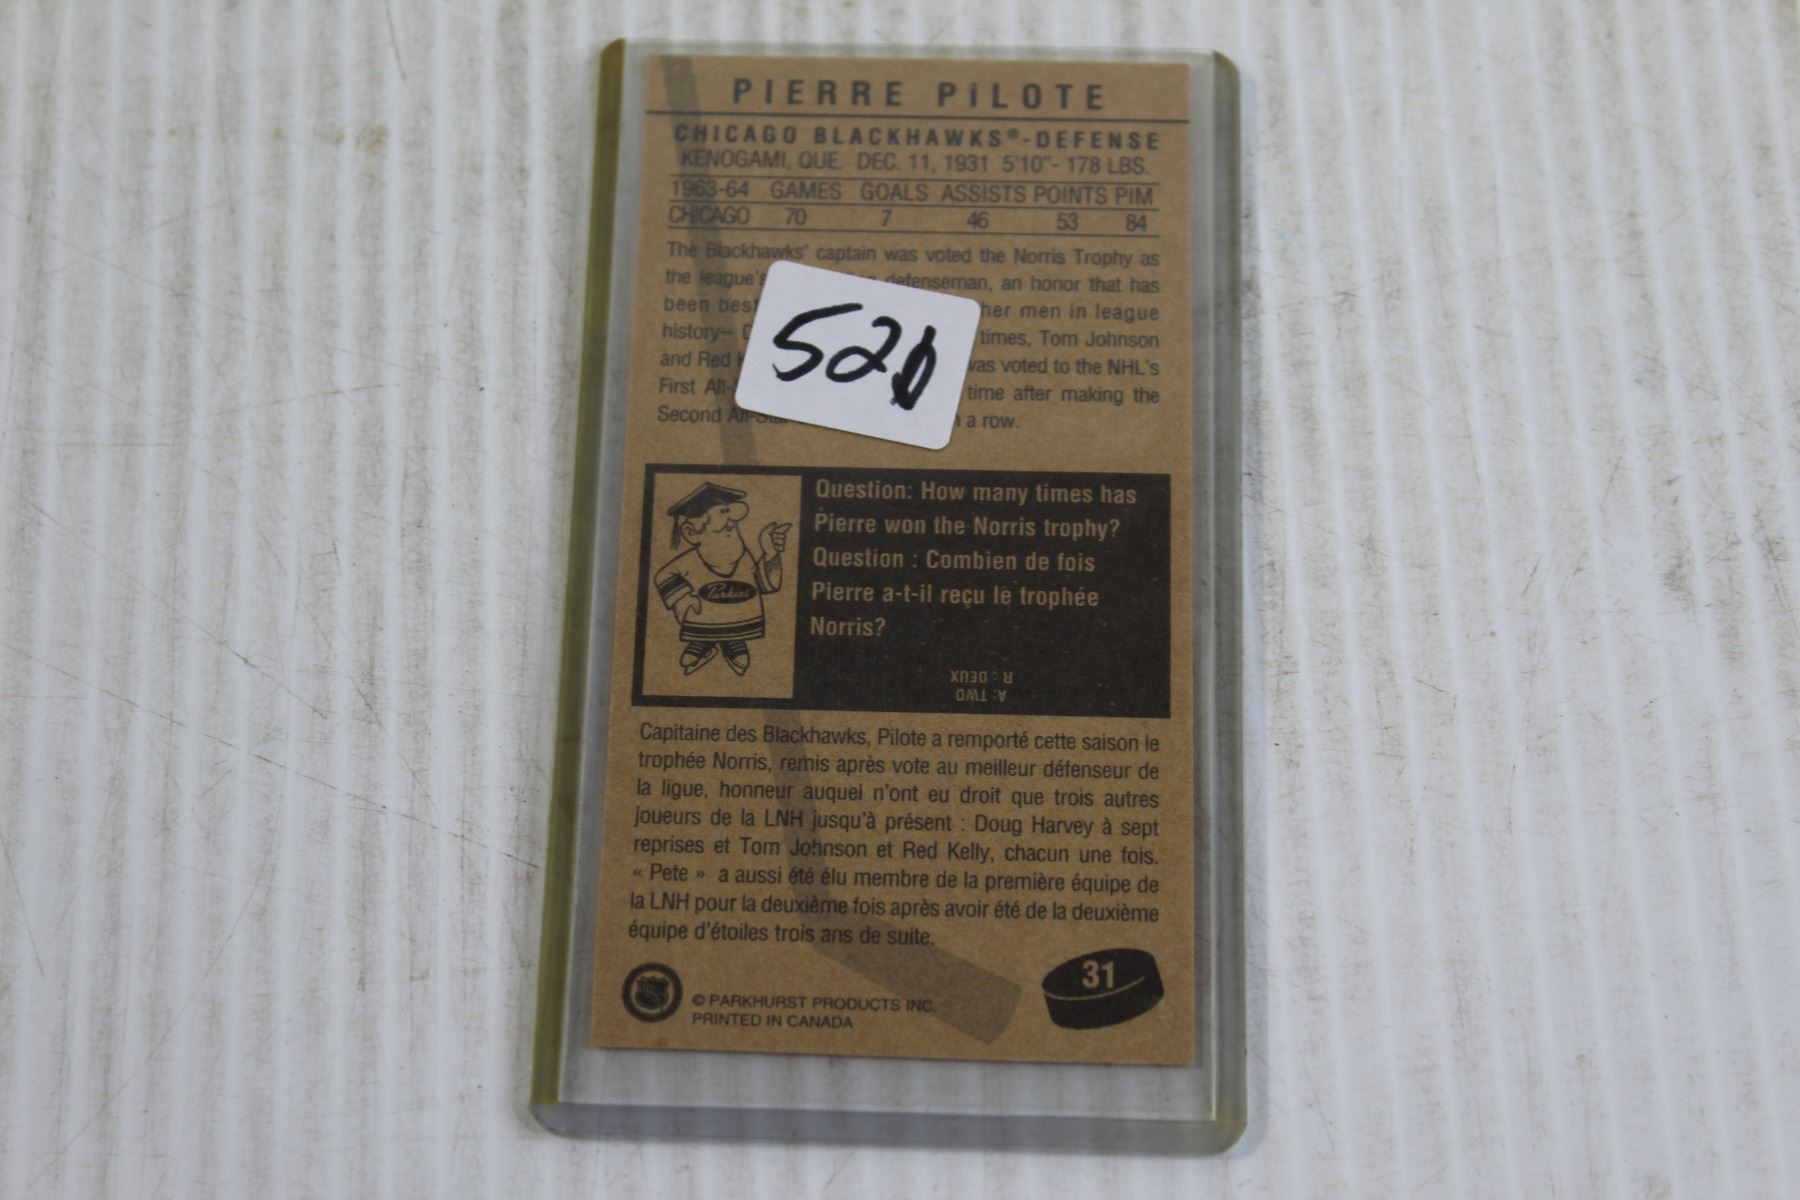 PIERRE PiLOTE
CHICAGO BLACKHAWKS®-DEFENSE
KENOGAMI, QUE. DEC. 11, 1931 5'10"- 178 LBS.
1963-64 GAMES GOALS ASSISTS POINTS PIM
CHICAGO 70 7 46 53 84
The Blackhawks' captain was voted the Norris Trophy as
the league's defenseman, an honor that has
been men in league
history-- times, Tom Johnson
and Red was voted to the NHL's
First time after making the
Second a row.
52
Question: How many times has
Pierre won the Norris trophy?
Question : Combien de fois
Pierre a-t-il reçu le trophée
Norris?
A: TWO
R : DEUX
Parkies
Capitaine des Blackhawks, Pilote a remporté cette saison le
trophée Norris, remis après vote au meilleur défenseur de
la ligue, honneur auquel n'ont eu droit que trois autres
joueurs de la LNH jusqu'à présent : Doug Harvey à sept
reprises et Tom Johnson et Red Kelly, chacun une fois.
« Pete » a aussi été élu membre de la première équipe de
la LNH pour la deuxième fois après avoir été de la deuxième
équipe d'étoiles trois ans de suite.
31
© PARKHURST PRODUCTS INC.
PRINTED IN CANADA